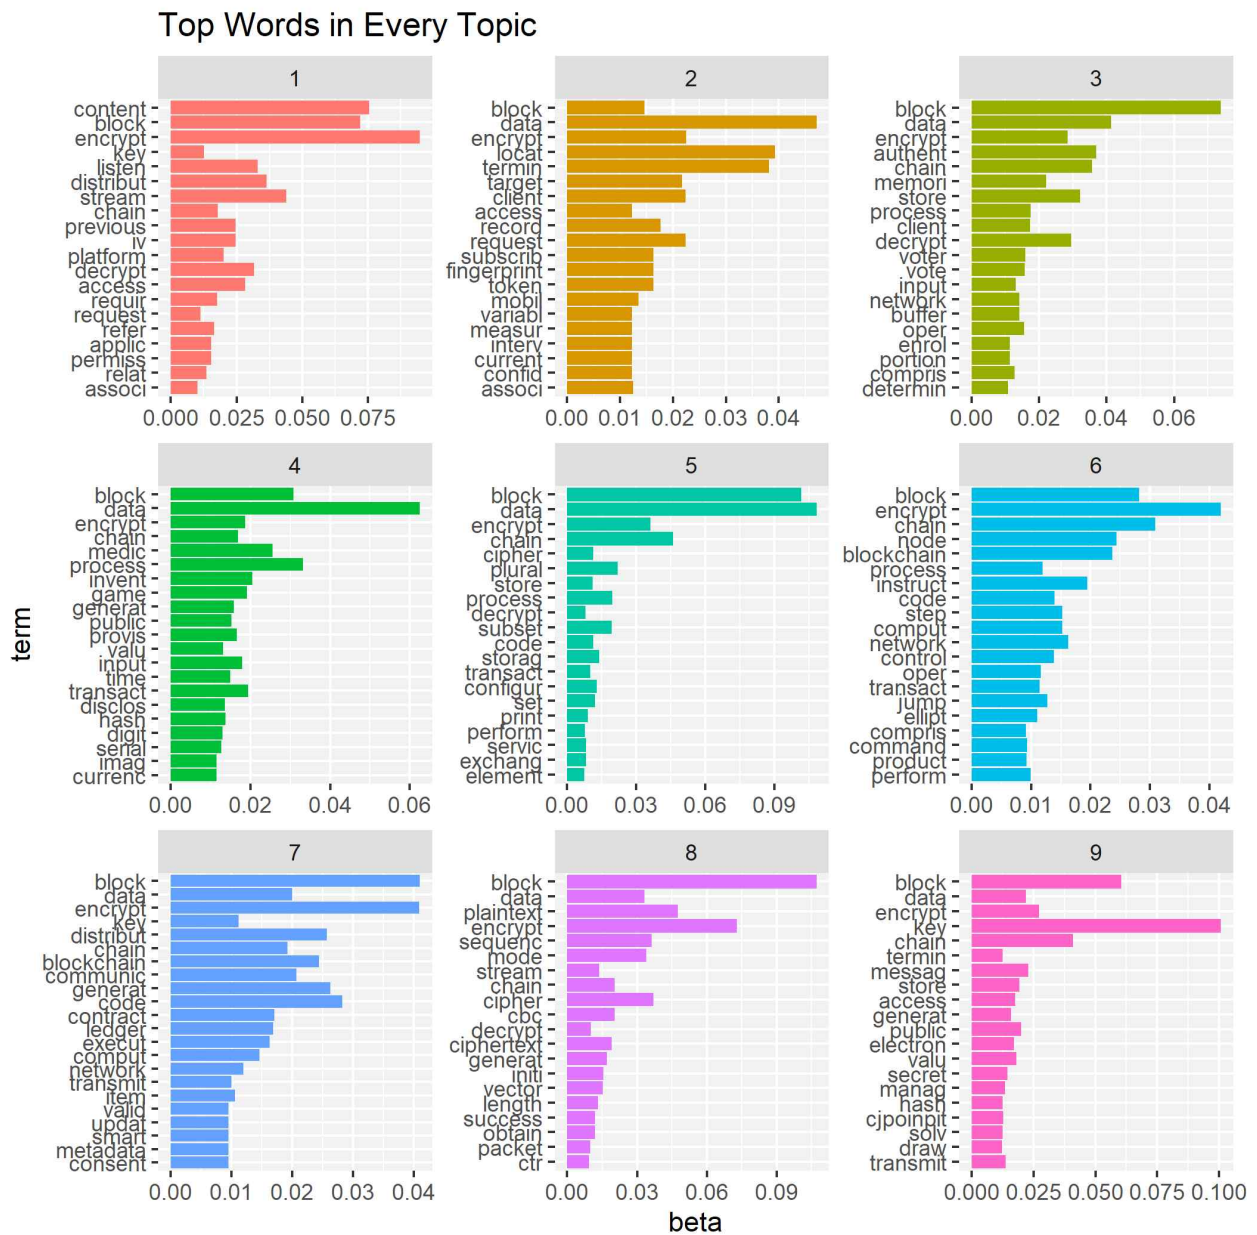 Top Words in Every Topic
1
content
block
encrypt
key
listen
distribut
stream
chain
previous
iv
platform
decrypt
access
requir
request
refer
applic
permiss
relat
associ
0.000 0.025 0.050 0.075
2
block
data
encrypt
locat
termin
target
client
access
record
request
subscrib
fingerprint
token
mobil
variabl
measur
interv
current
confid
associ
0.00 0.01 0.02 0.03 0.04
3
block
data
encrypt
authent
chain
memori
store
process
client
decrypt
voter
vote
input
network
buffer
oper
enrol
portion
compris
determin
0.00 0.02 0.04 0.06
4
block
data
encrypt
chain
medic
process
invent
game
generat
public
provis
valu
input
time
transact
disclos
hash
digit
serial
imag
currenc
0.00 0.02 0.04 0.06
5
block
data
encrypt
chain
cipher
plural
store
process
decrypt
subset
code
storag
transact
configur
set
print
perform
servic
exchang
element
0.00 0.03 0.06 0.09
6
block
encrypt
chain
node
blockchain
process
instruct
code
step
comput
network
control
oper
transact
jump
ellipt
compris
command
product
perform
0.00 0.01 0.02 0.03 0.04
7
block
data
encrypt
key
distribut
chain
blockchain
communic
generat
code
contract
ledger
execut
comput
network
transmit
item
valid
updat
smart
metadata
consent
0.00 0.01 0.02 0.03 0.04
8
block
data
plaintext
encrypt
sequenc
mode
stream
chain
cipher
cbc
decrypt
ciphertext
generat
initi
vector
length
success
obtain
packet
ctr
0.00 0.03 0.06 0.09
9
block
data
encrypt
key
chain
termin
messag
store
access
generat
public
electron
valu
secret
manag
hash
cjpoinpit
solv
draw
transmit
0.000 0.025 0.050 0.075 0.100
term
beta